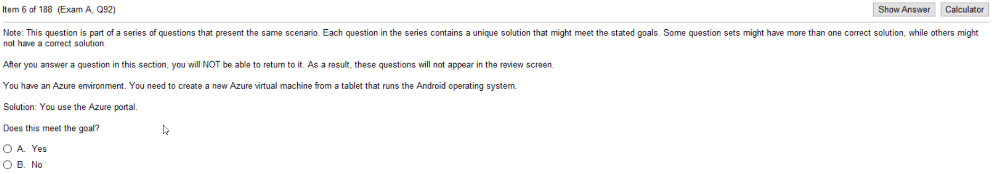 Item 6 of 188 (Exam A, Q92)
Show Answer
Calculator
Note: This question is part of a series of questions that present the same scenario. Each question in the series contains a unique solution that might meet the stated goals. Some question sets might have more than one correct solution, while others might
not have a correct solution.
After you answer a question in this section, you will NOT be able to return to it. As a result, these questions will not appear in the review screen.
You have an Azure environment. You need to create a new Azure virtual machine from a tablet that runs the Android operating system.
Solution: You use the Azure portal.
Does this meet the goal?
A. Yes
B. No